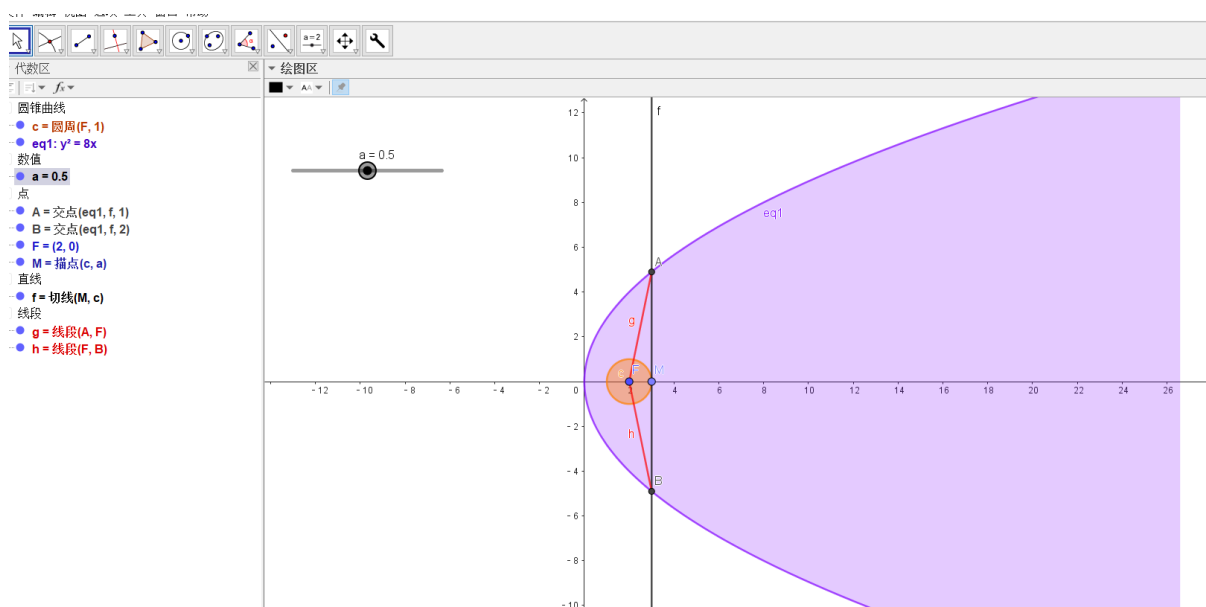 a = 2
代数区
绘图区
fx
AA
圆锥曲线
c = 圆周(F, 1)
eq1: y² = 8x
数值
a = 0.5
点
A = 交点(eq1, f, 1)
B = 交点(eq1, f, 2)
F = (2, 0)
M = 描点(c, a)
直线
f = 切线(M, c)
线段
g = 线段(A, F)
h = 线段(F, B)
a = 0.5
f
12
10
8
eq1
6
A
4
g
2
c
F
M
-12
-10
-8
-6
-4
-2
0
4
6
8
10
12
14
16
18
20
22
24
26
-2
h
-4
B
-6
-8
-10